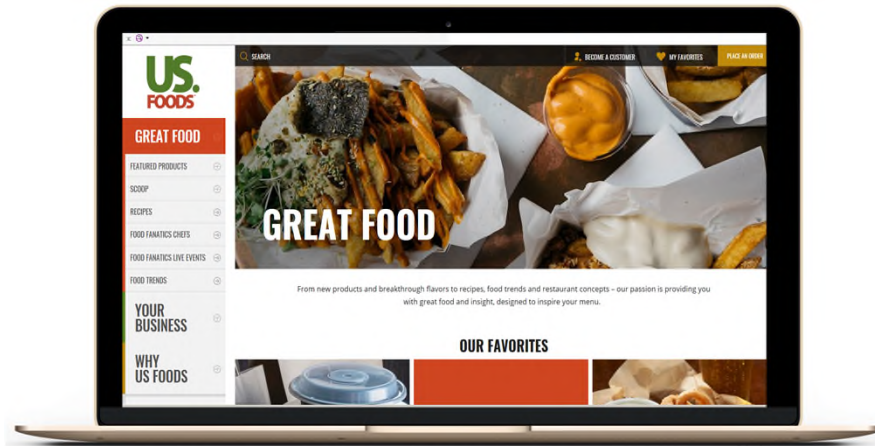 US.
FOODS
GREAT FOOD
FEATURED PRODUCTS
SCOOP
RECIPES
FOOD FANATICS CHEFS
FOOD FANATICS LIVE EVENTS
FOOD TRENDS
YOUR
BUSINESS
WHY
US FOODS
SEARCH
BECOME A CUSTOMER
MY FAVORITES
PLACE AN ORDER
GREAT FOOD
From new products and breakthrough flavors to recipes, food trends and restaurant concepts – our passion is providing you
with great food and insight, designed to inspire your menu.
OUR FAVORITES